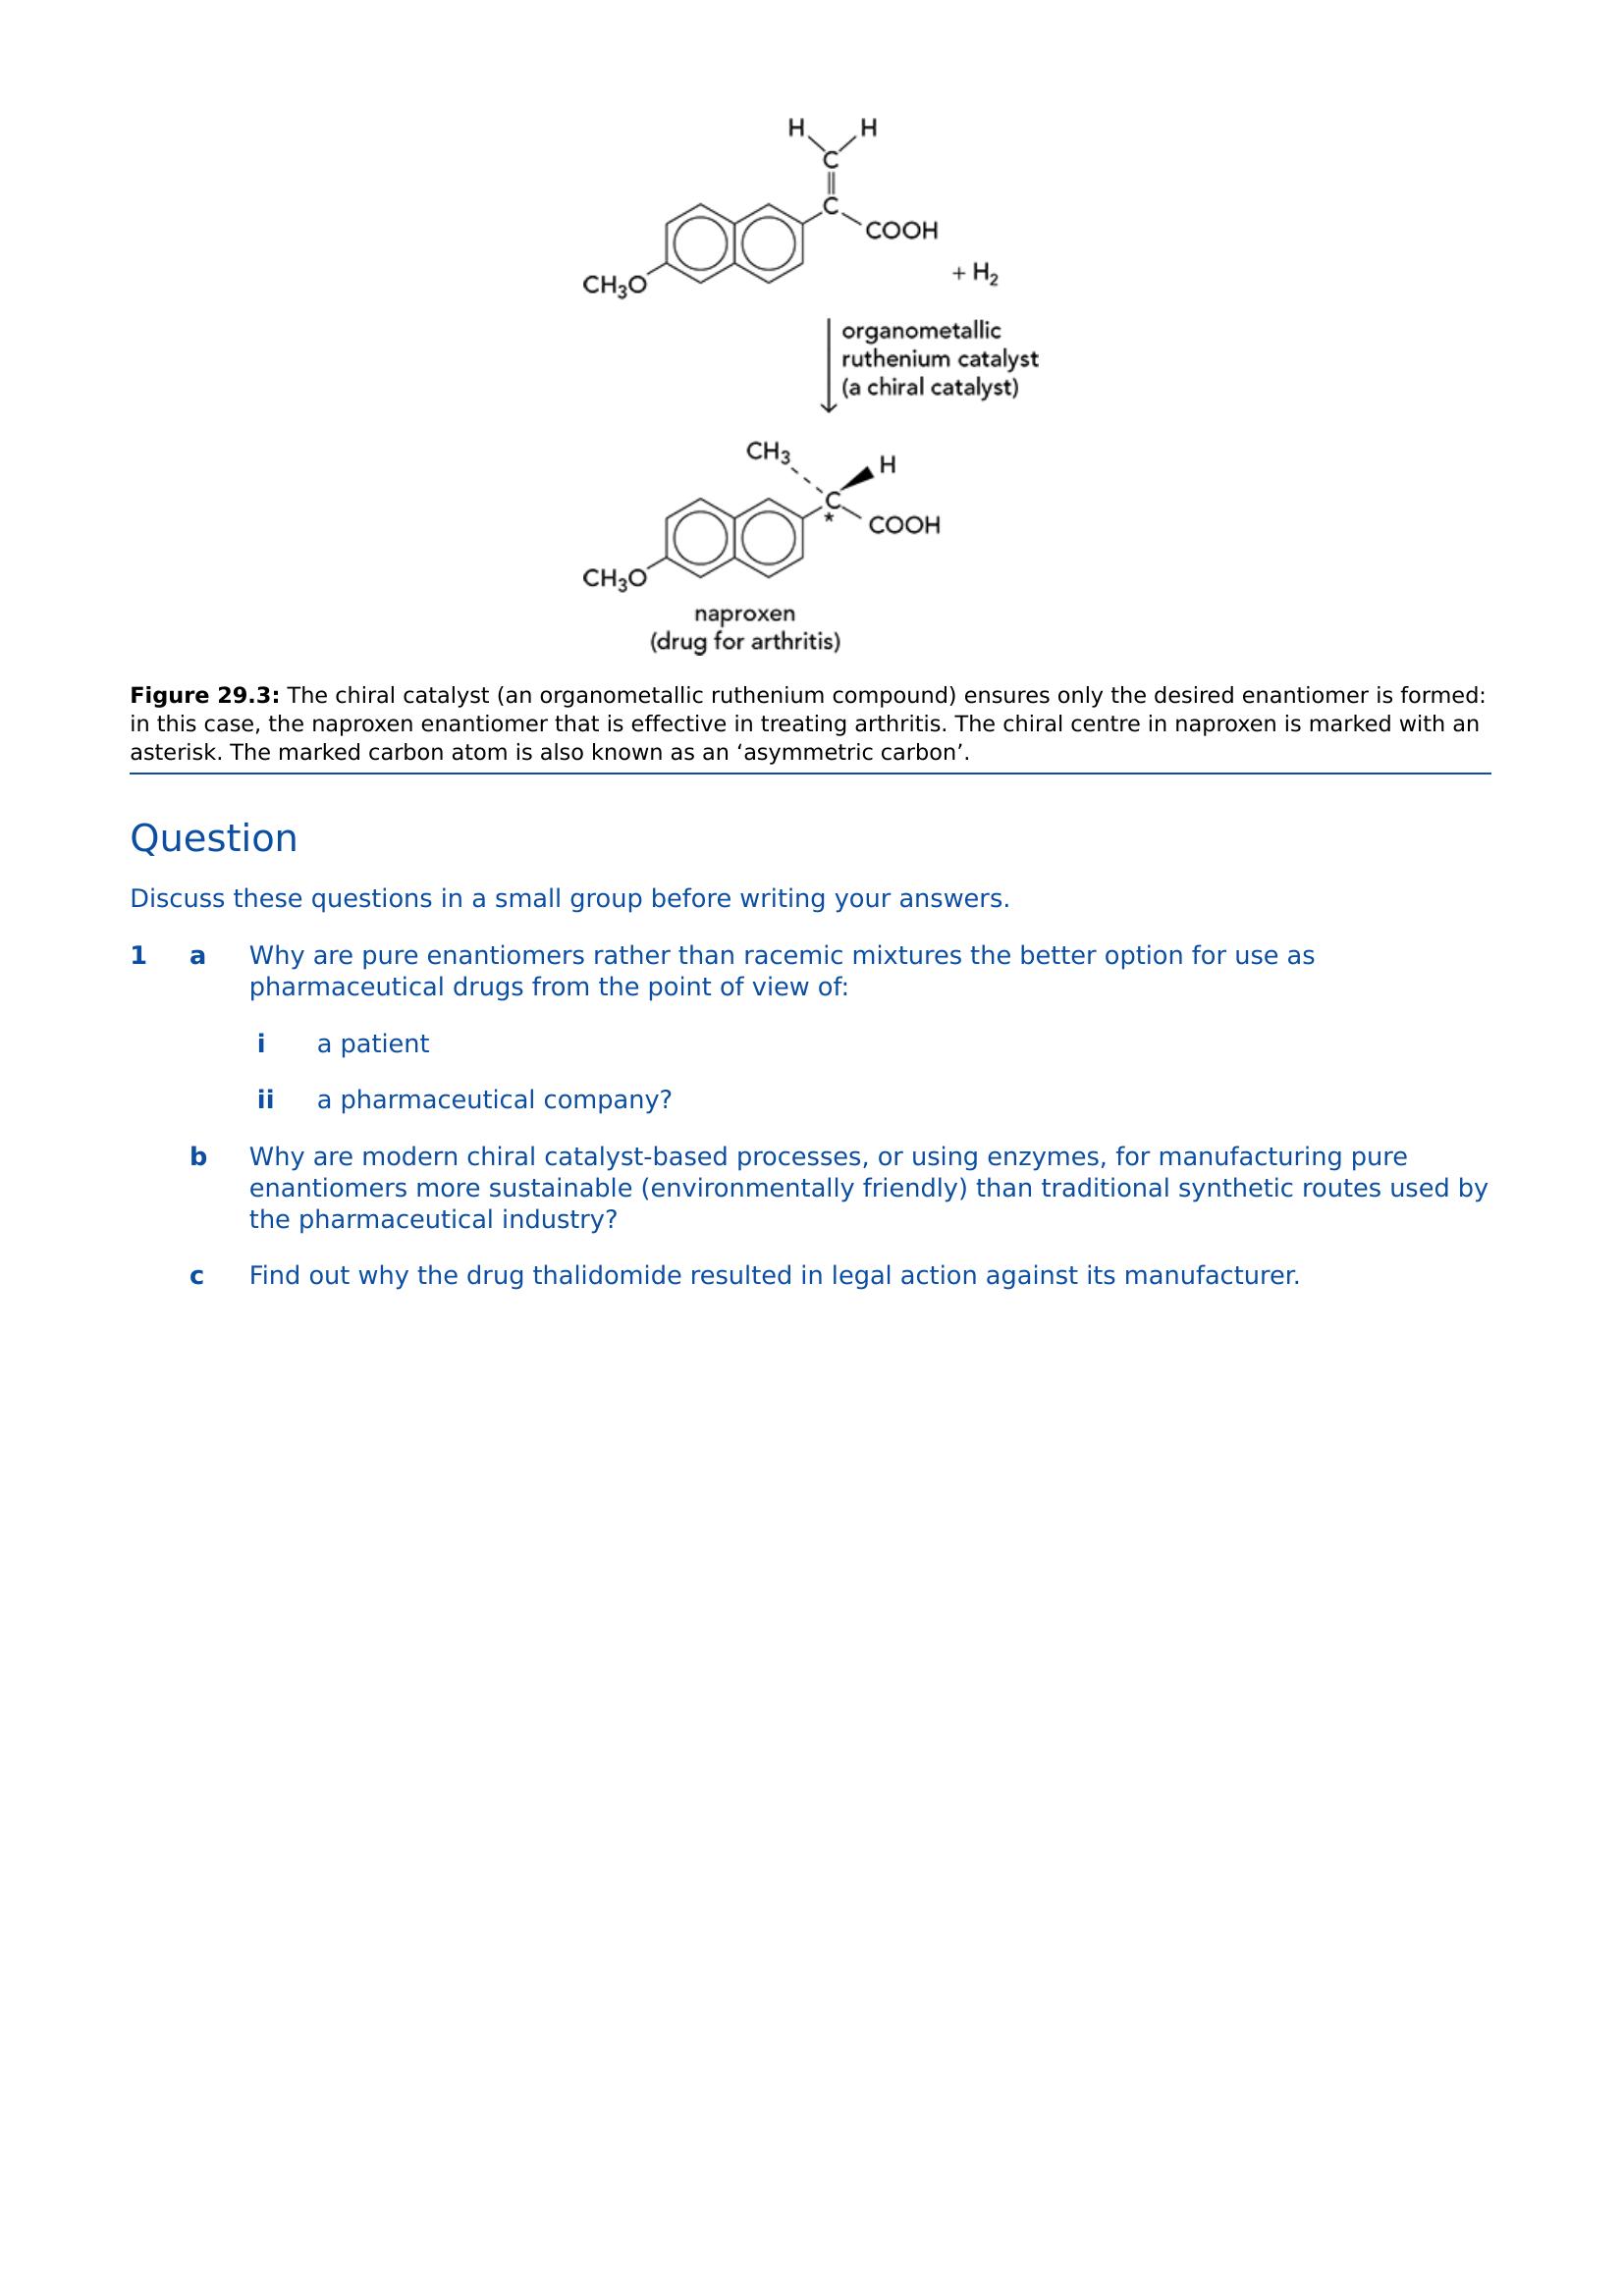 H H
C
C
COOH
CH₃O
+ H₂
organometallic
ruthenium catalyst
(a chiral catalyst)
CH₃
H
C
*
COOH
CH₃O
naproxen
(drug for arthritis)
Figure 29.3: The chiral catalyst (an organometallic ruthenium compound) ensures only the desired enantiomer is formed:
in this case, the naproxen enantiomer that is effective in treating arthritis. The chiral centre in naproxen is marked with an
asterisk. The marked carbon atom is also known as an ‘asymmetric carbon’.
Question
Discuss these questions in a small group before writing your answers.
1 a Why are pure enantiomers rather than racemic mixtures the better option for use as
pharmaceutical drugs from the point of view of:
i a patient
ii a pharmaceutical company?
b Why are modern chiral catalyst-based processes, or using enzymes, for manufacturing pure
enantiomers more sustainable (environmentally friendly) than traditional synthetic routes used by
the pharmaceutical industry?
c Find out why the drug thalidomide resulted in legal action against its manufacturer.